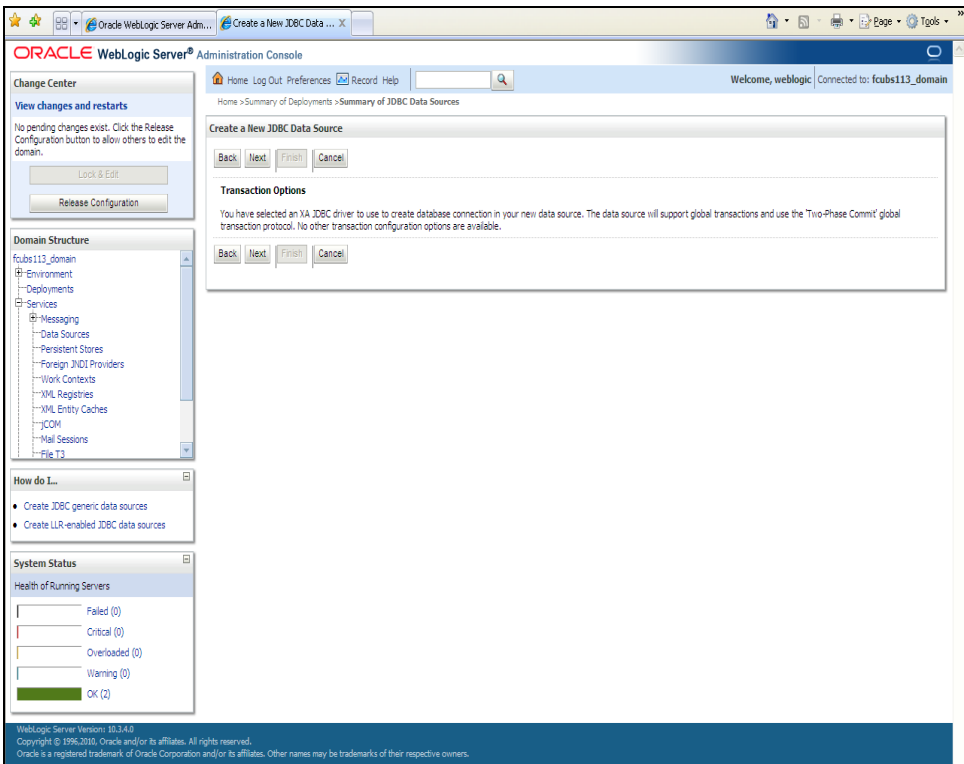 Oracle WebLogic Server Adm...
Create a New JDBC Data ... X
Page
Tools
»
ORACLE WebLogic Server® Administration Console
Change Center
View changes and restarts
No pending changes exist. Click the Release
Configuration button to allow others to edit the
domain.
Lock & Edit
Release Configuration
Domain Structure
fcubs113_domain
Environment
Deployments
Services
Messaging
Data Sources
Persistent Stores
Foreign JNDI Providers
Work Contexts
XML Registries
XML Entity Caches
jCOM
Mail Sessions
File T3
How do I...
Create JDBC generic data sources
Create LLR-enabled JDBC data sources
System Status
Health of Running Servers
Failed (0)
Critical (0)
Overloaded (0)
Warning (0)
OK (2)
Home Log Out Preferences Record Help
Welcome, weblogic Connected to: fcubs113_domain
Home >Summary of Deployments >Summary of JDBC Data Sources
Create a New JDBC Data Source
Back Next Finish Cancel
Transaction Options
You have selected an XA JDBC driver to use to create database connection in your new data source. The data source will support global transactions and use the 'Two-Phase Commit' global
transaction protocol. No other transaction configuration options are available.
Back Next Finish Cancel
WebLogic Server Version: 10.3.4.0
Copyright © 1996,2010, Oracle and/or its affiliates. All rights reserved.
Oracle is a registered trademark of Oracle Corporation and/or its affiliates. Other names may be trademarks of their respective owners.